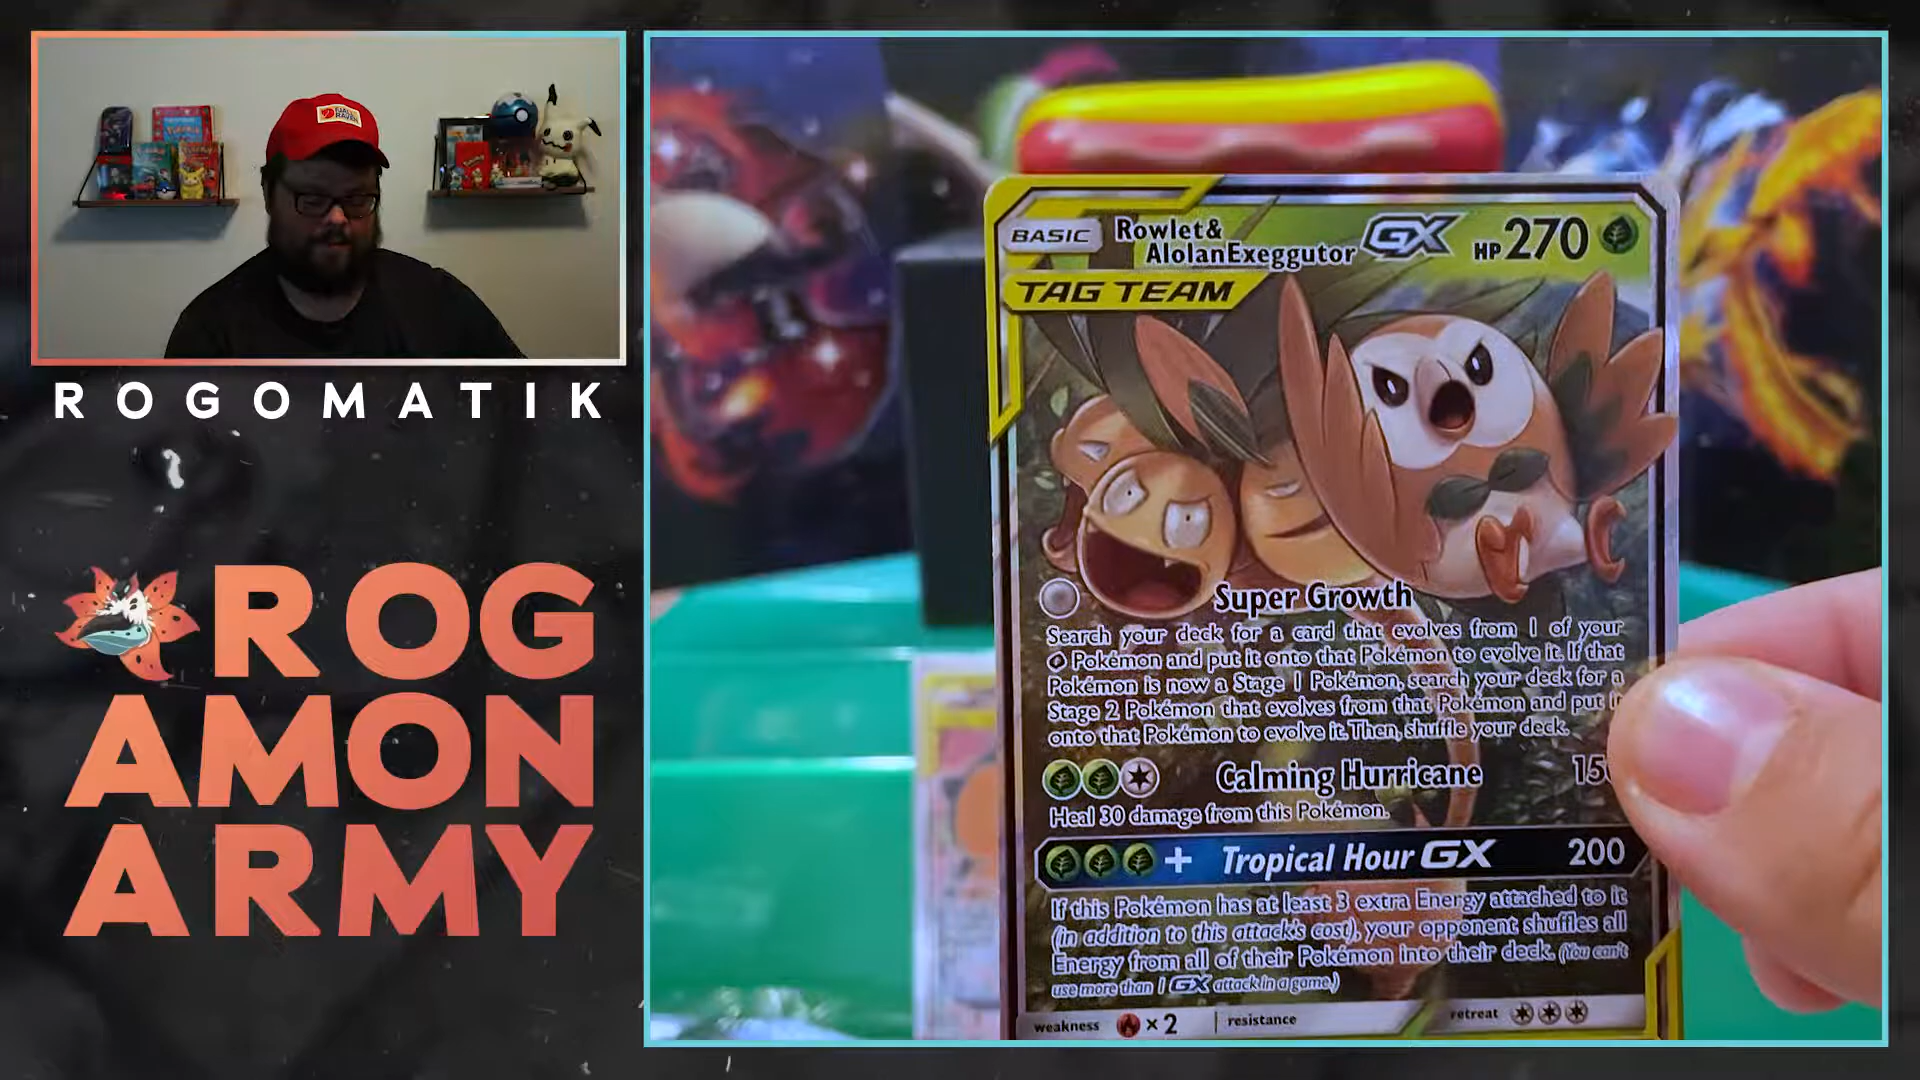 FJÄLL
RÄVEN
ROGOMATIK
ROG
AMON
ARMY
BASIC
Rowlet&
AlolanExeggutor
GX
HP270
TAG TEAM
Super Growth
Search your deck for a card that evolves from 1 of your
Pokémon and put it onto that Pokémon to evolve it. If that
Pokémon is now a Stage 1 Pokémon, search your deck for a
Stage 2 Pokémon that evolves from that Pokémon and put it
onto that Pokémon to evolve it. Then, shuffle your deck.
Calming Hurricane 15
Heal 30 damage from this Pokémon.
+ Tropical Hour GX 200
If this Pokémon has at least 3 extra Energy attached to it
(in addition to this attack's cost), your opponent shuffles all
Energy from all of their Pokémon into their deck. (You can't
use more than 1 GX attack in a game.)
weakness ×2 resistance retreat